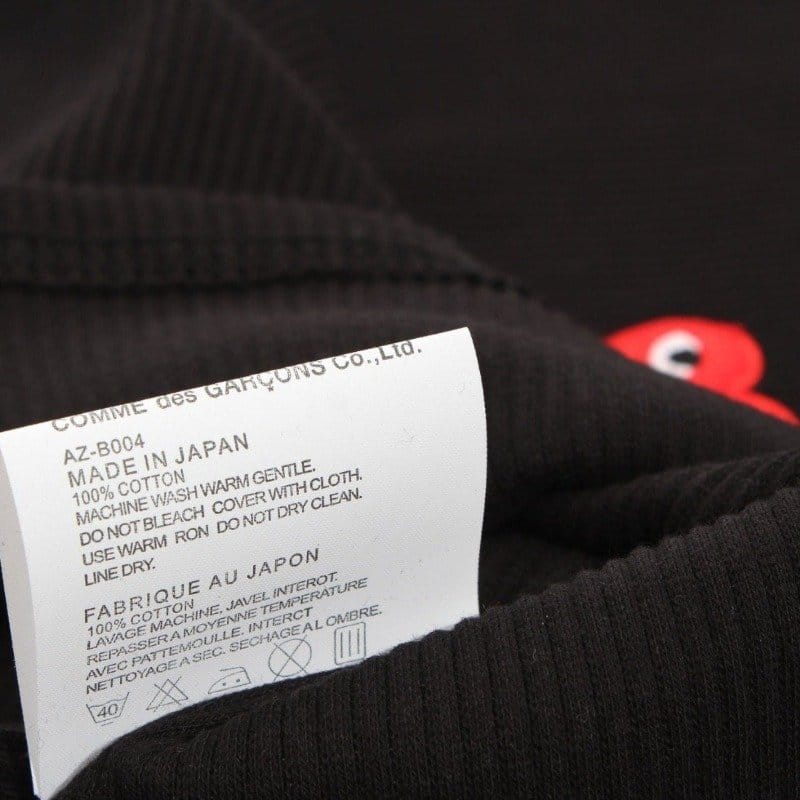 COMME des GARÇONS Co.,Ltd.
AZ-B004
MADE IN JAPAN
100% COTTON
MACHINE WASH WARM GENTLE.
DO NOT BLEACH COVER WITH CLOTH.
USE WARM RON DO NOT DRY CLEAN.
LINE DRY.
FABRIQUE AU JAPON
100% COTTON
LAVAGE MACHINE, JAVEL INTEROT.
REPASSER A MOYENNE TEMPERATURE
AVEC PATTEMOULLE. INTERCT
NETTOYAGE A SEC. SECHAGE AL OMBRE.
40